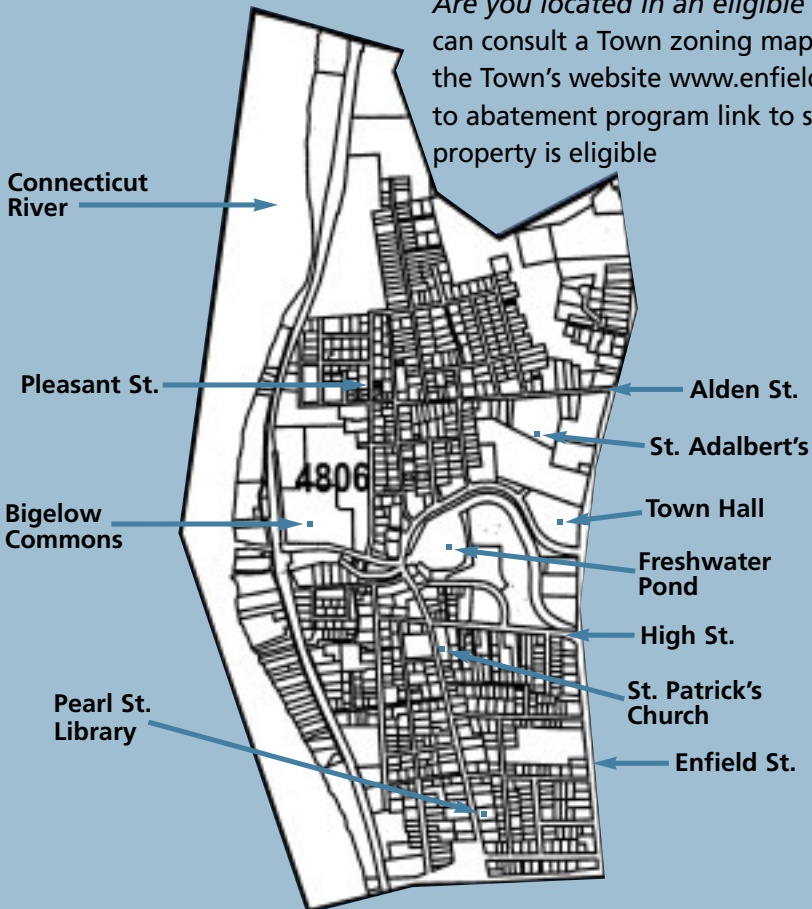 Are you located in an eligible
can consult a Town zoning map
the Town's website www.enfield
to abatement program link to s
property is eligible
Connecticut
River
Pleasant St.
Alden St.
St. Adalbert's
4806
Bigelow
Commons
Town Hall
Freshwater
Pond
High St.
St. Patrick's
Church
Pearl St.
Library
Enfield St.